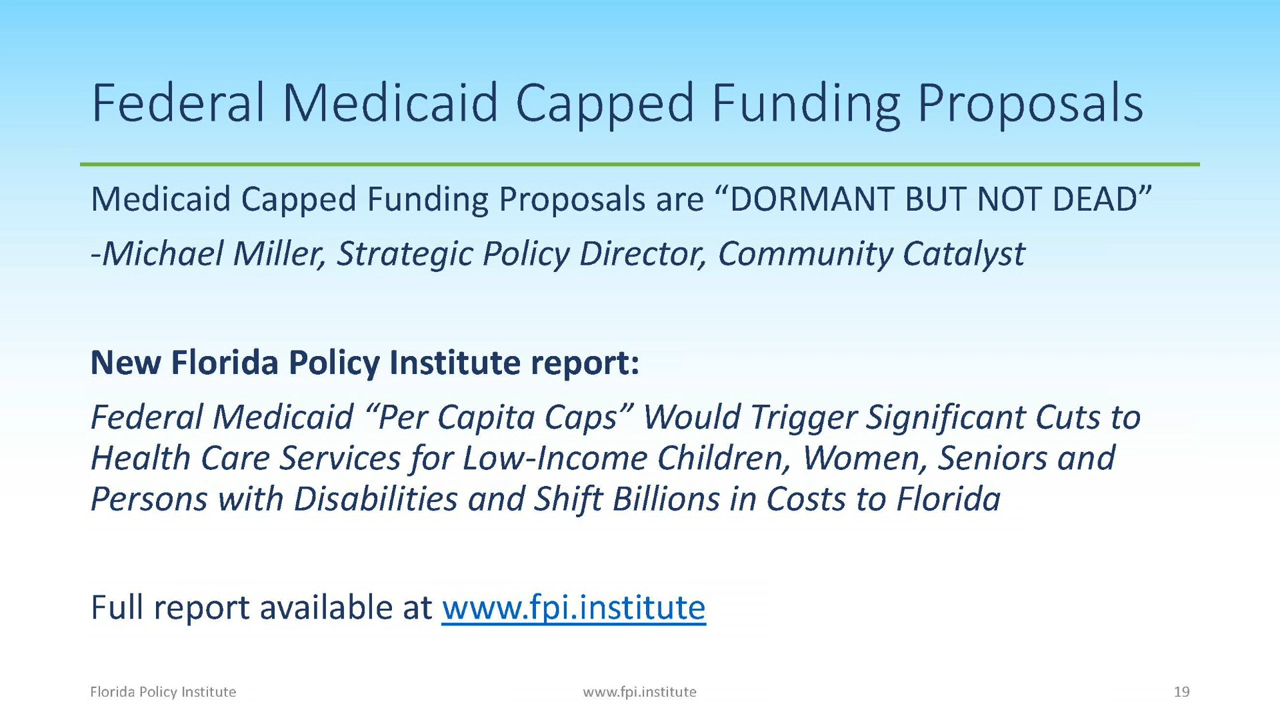 Federal Medicaid Capped Funding Proposals
Medicaid Capped Funding Proposals are “DORMANT BUT NOT DEAD”
-Michael Miller, Strategic Policy Director, Community Catalyst
New Florida Policy Institute report:
Federal Medicaid “Per Capita Caps” Would Trigger Significant Cuts to
Health Care Services for Low-Income Children, Women, Seniors and
Persons with Disabilities and Shift Billions in Costs to Florida
Full report available at www.fpi.institute
Florida Policy Institute
www.fpi.institute
19